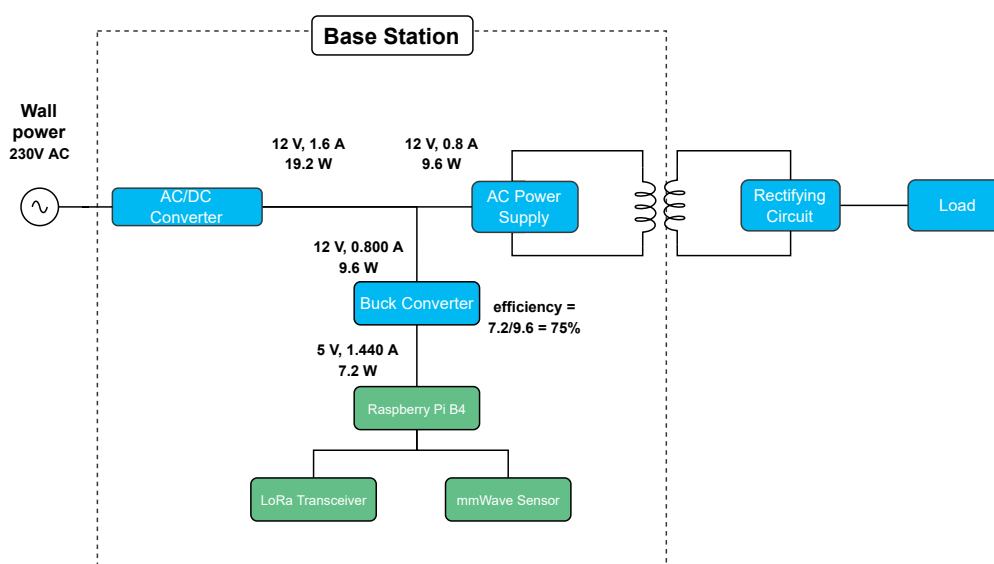 Base Station
Wall
power
230V AC
12 V, 1.6 A
19.2 W
12 V, 0.8 A
9.6 W
AC/DC
Converter
AC Power
Supply
Rectifying
Circuit
Load
12 V, 0.800 A
9.6 W
Buck Converter
efficiency =
7.2/9.6 = 75%
5 V, 1.440 A
7.2 W
Raspberry Pi B4
LoRa Transceiver
mmWave Sensor